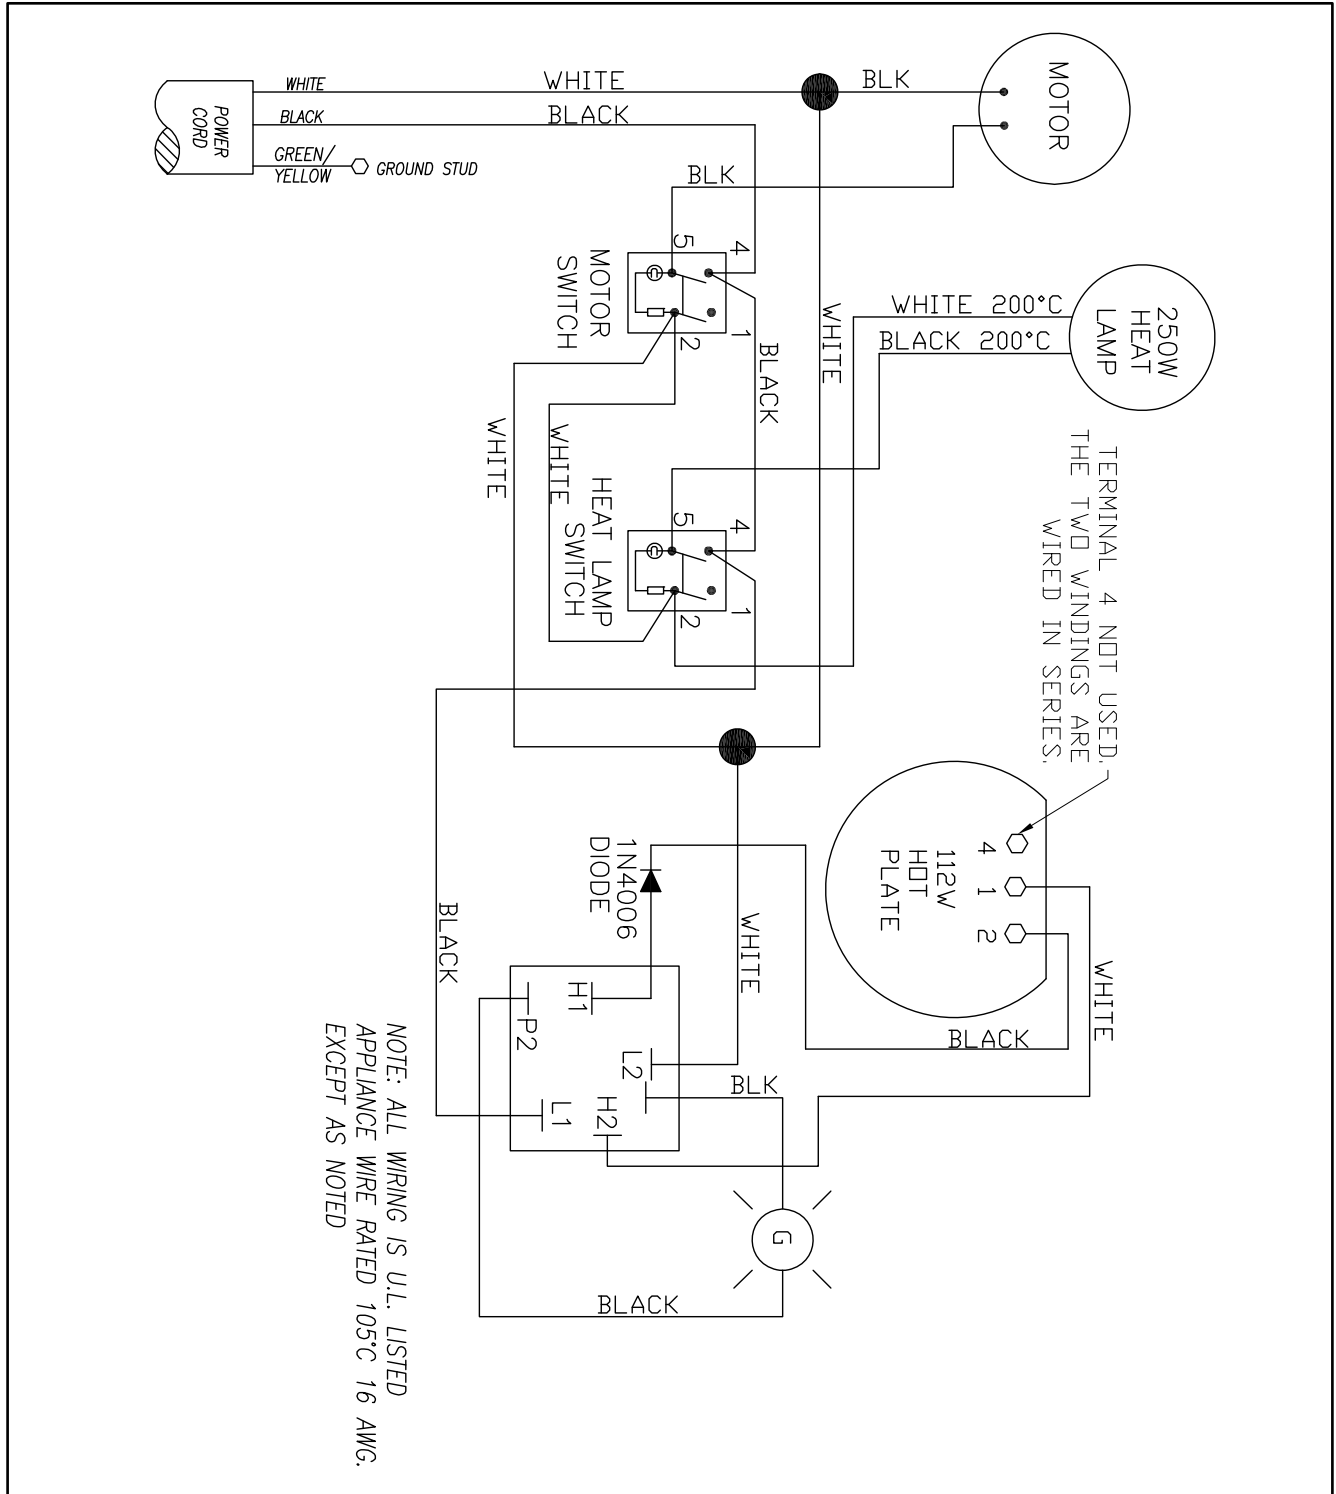 WHITE
BLACK
GREEN/
YELLOW
GROUND STUD
POWER
CORD
WHITE
BLACK
BLK
BLK
MOTOR
MOTOR
SWITCH
5
4
1
2
WHITE
BLACK
WHITE 200°C
BLACK 200°C
250W
HEAT
LAMP
WHITE
WHITE
HEAT LAMP
SWITCH
5
4
1
2
TERMINAL 4 NOT USED.
THE TWO WINDINGS ARE
WIRED IN SERIES.
4
1
2
112W
HOT
PLATE
1N4006
DIODE
WHITE
BLACK
WHITE
BLACK
H1
P2
L2
H2
L1
BLK
G
BLACK
NOTE: ALL WIRING IS U.L. LISTED
APPLIANCE WIRE RATED 105°C 16 AWG.
EXCEPT AS NOTED